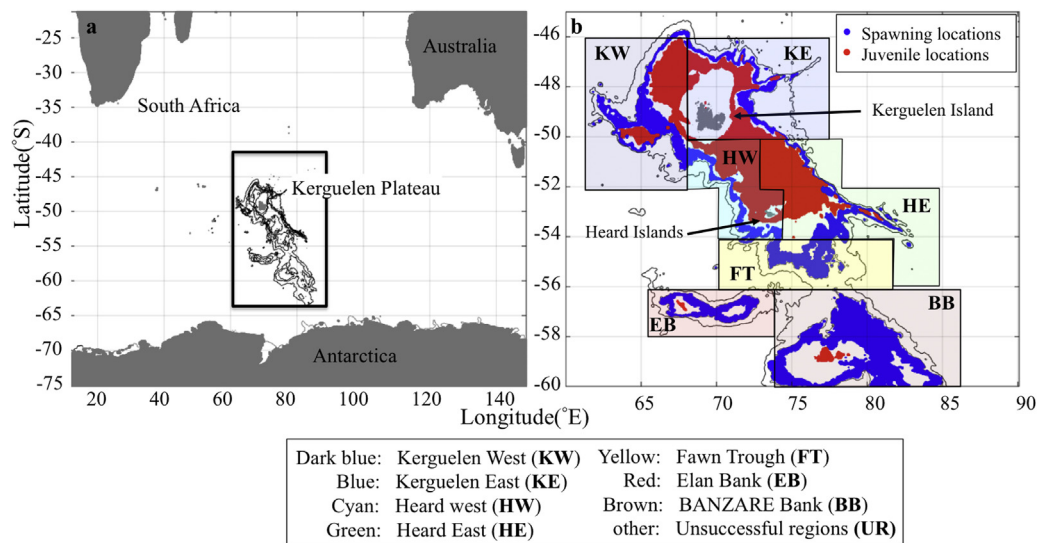 a
Australia
South Africa
Kerguelen Plateau
Antarctica
Latitude(°S)
-25
-30
-35
-40
-45
-50
-55
-60
-65
-70
-75
20
40
60
80
100
120
140
b
KW
KE
Spawning locations
Juvenile locations
Kerguelen Island
HW
HE
Heard Islands
FT
EB
BB
-46
-48
-50
-52
-54
-56
-58
-60
65
70
75
80
85
90
Longitude(°E)
Dark blue: Kerguelen West (KW) Yellow: Fawn Trough (FT)
Blue: Kerguelen East (KE) Red: Elan Bank (EB)
Cyan: Heard west (HW) Brown: BANZARE Bank (BB)
Green: Heard East (HE) other: Unsuccessful regions (UR)